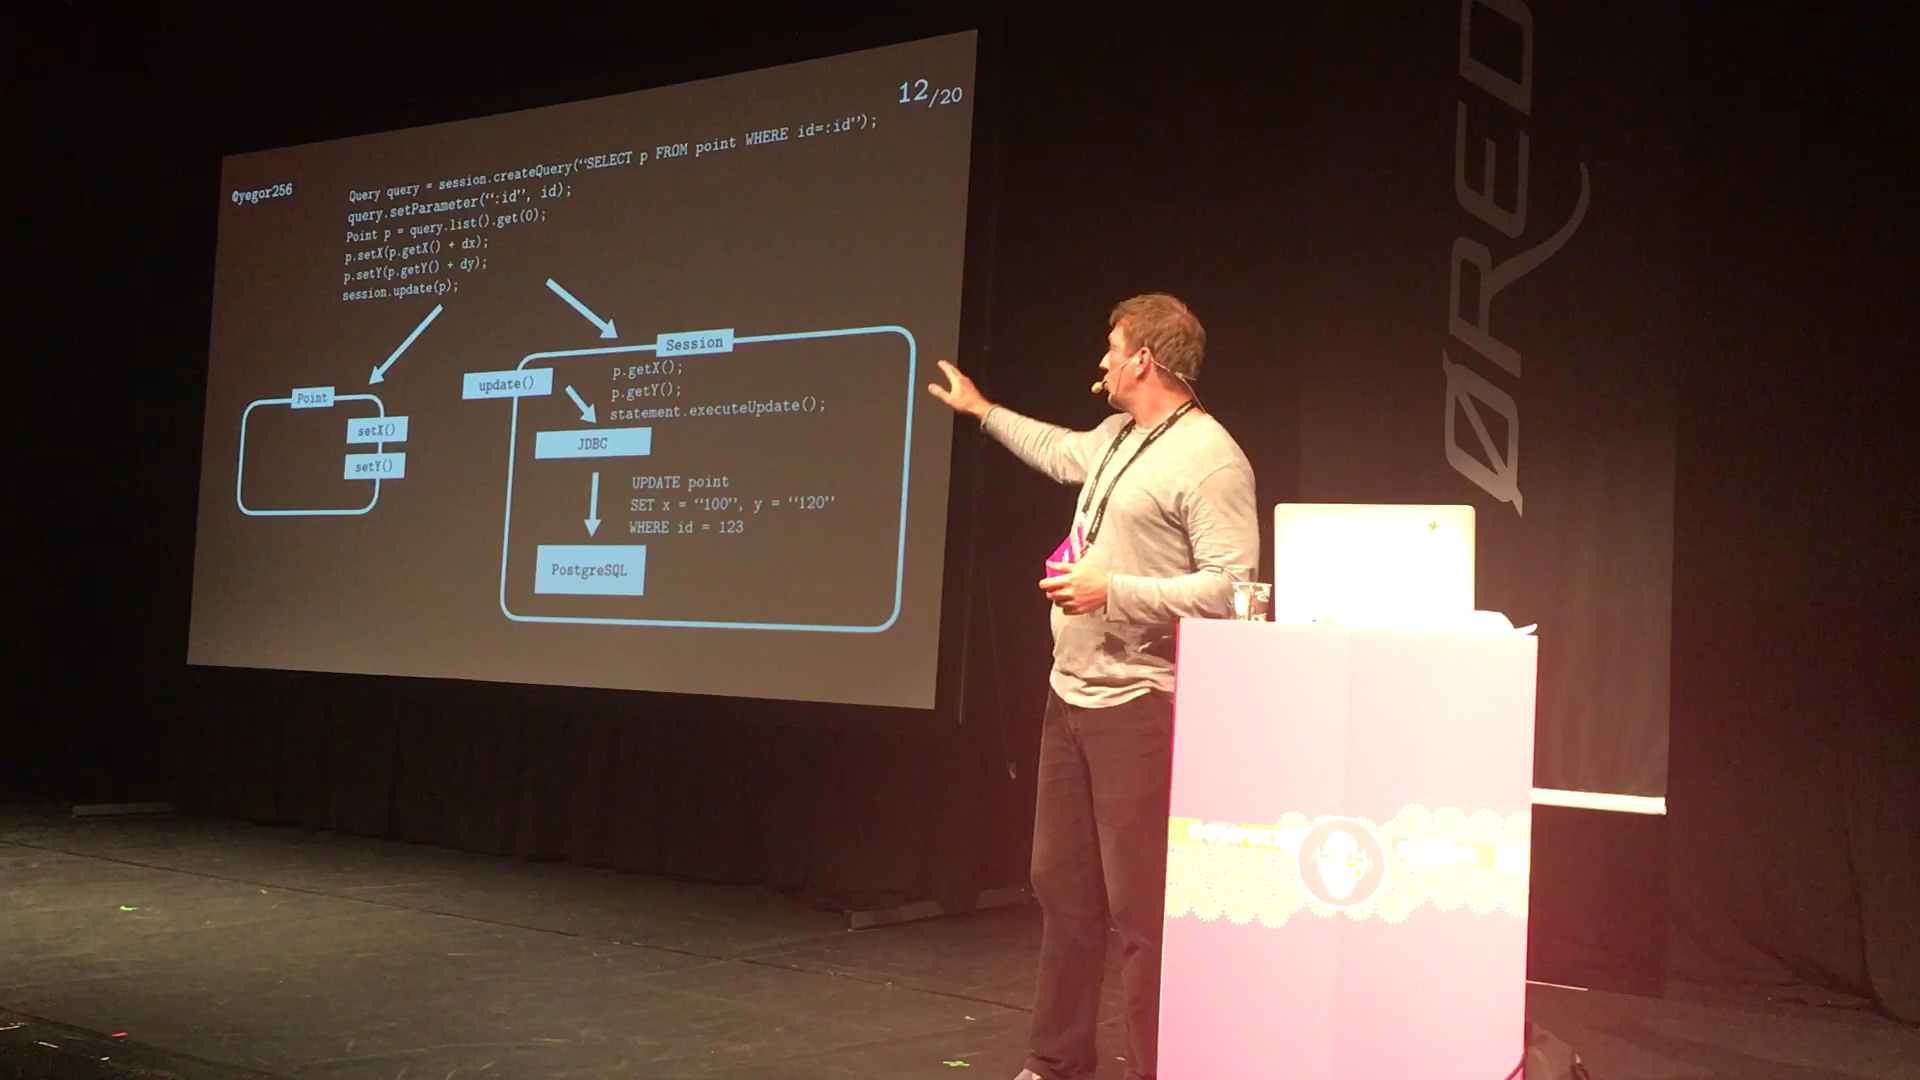 12/20
@yegor256
Query query = session.createQuery(“SELECT p FROM point WHERE id=:id”);
query.setParameter(“:id”, id);
Point p = query.list().get(0);
p.setX(p.getX() + dx);
p.setY(p.getY() + dy);
session.update(p);
Point
setX()
setY()
Session
update()
p.getX();
p.getY();
statement.executeUpdate();
JDBC
UPDATE point
SET x = “100”, y = “120”
WHERE id = 123
PostgreSQL
ØRED